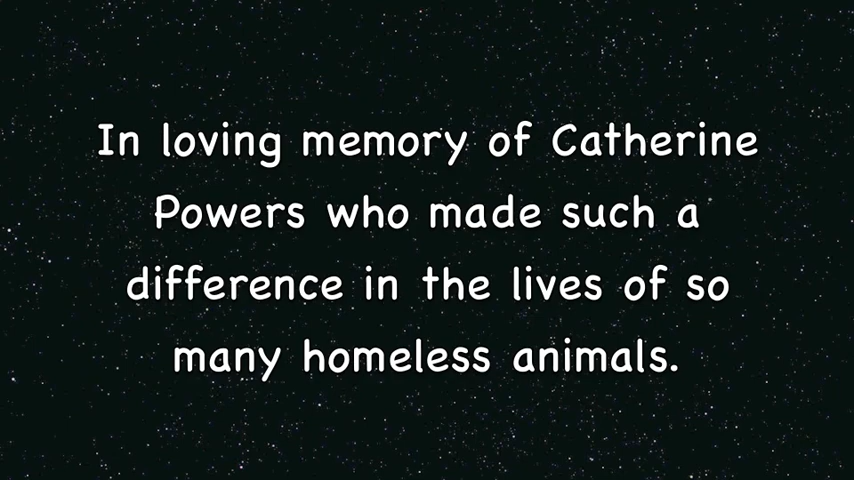 In loving memory of Catherine
Powers who made such a
difference in the lives of so
many homeless animals.